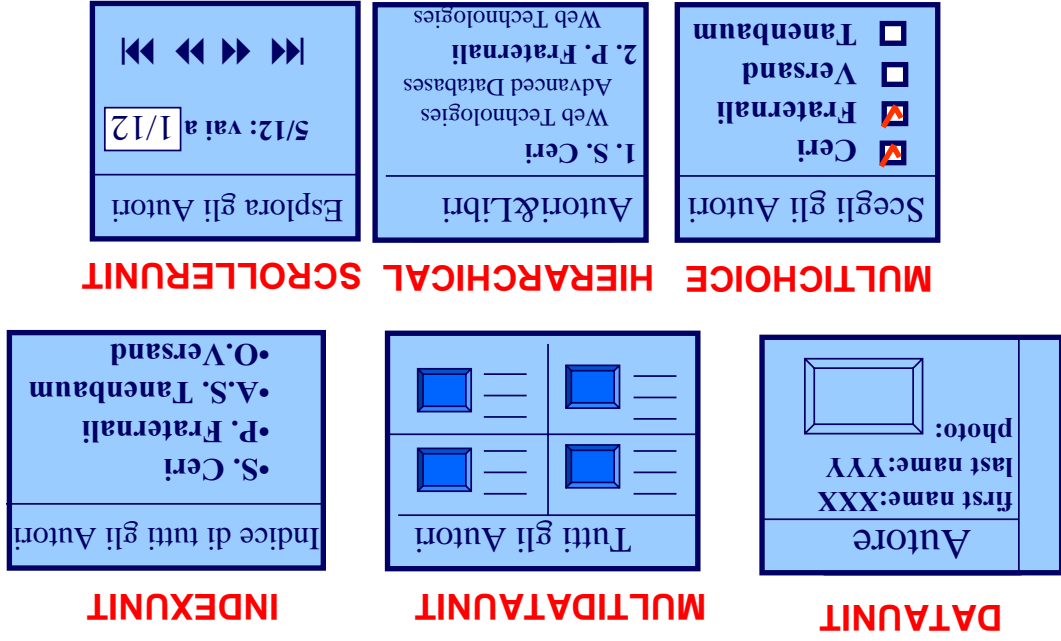 DATAUNIT
Autore
first name:XXX
last name:YYY
photo:
MULTIDATAUNIT
Tutti gli Autori
INDEXUNIT
Indice di tutti gli Autori
•S. Ceri
•P. Fraternali
•A.S. Tanenbaum
•O.Versand
MULTICHOICE
Scegli gli Autori
Ceri
Fraternali
Versand
Tanenbaum
HIERARCHICAL
Autori&Libri
1. S. Ceri
Web Technologies
Advanced Databases
2. P. Fraternali
Web Technologies
SCROLLERUNIT
Esplora gli Autori
5/12: vai a 1/12